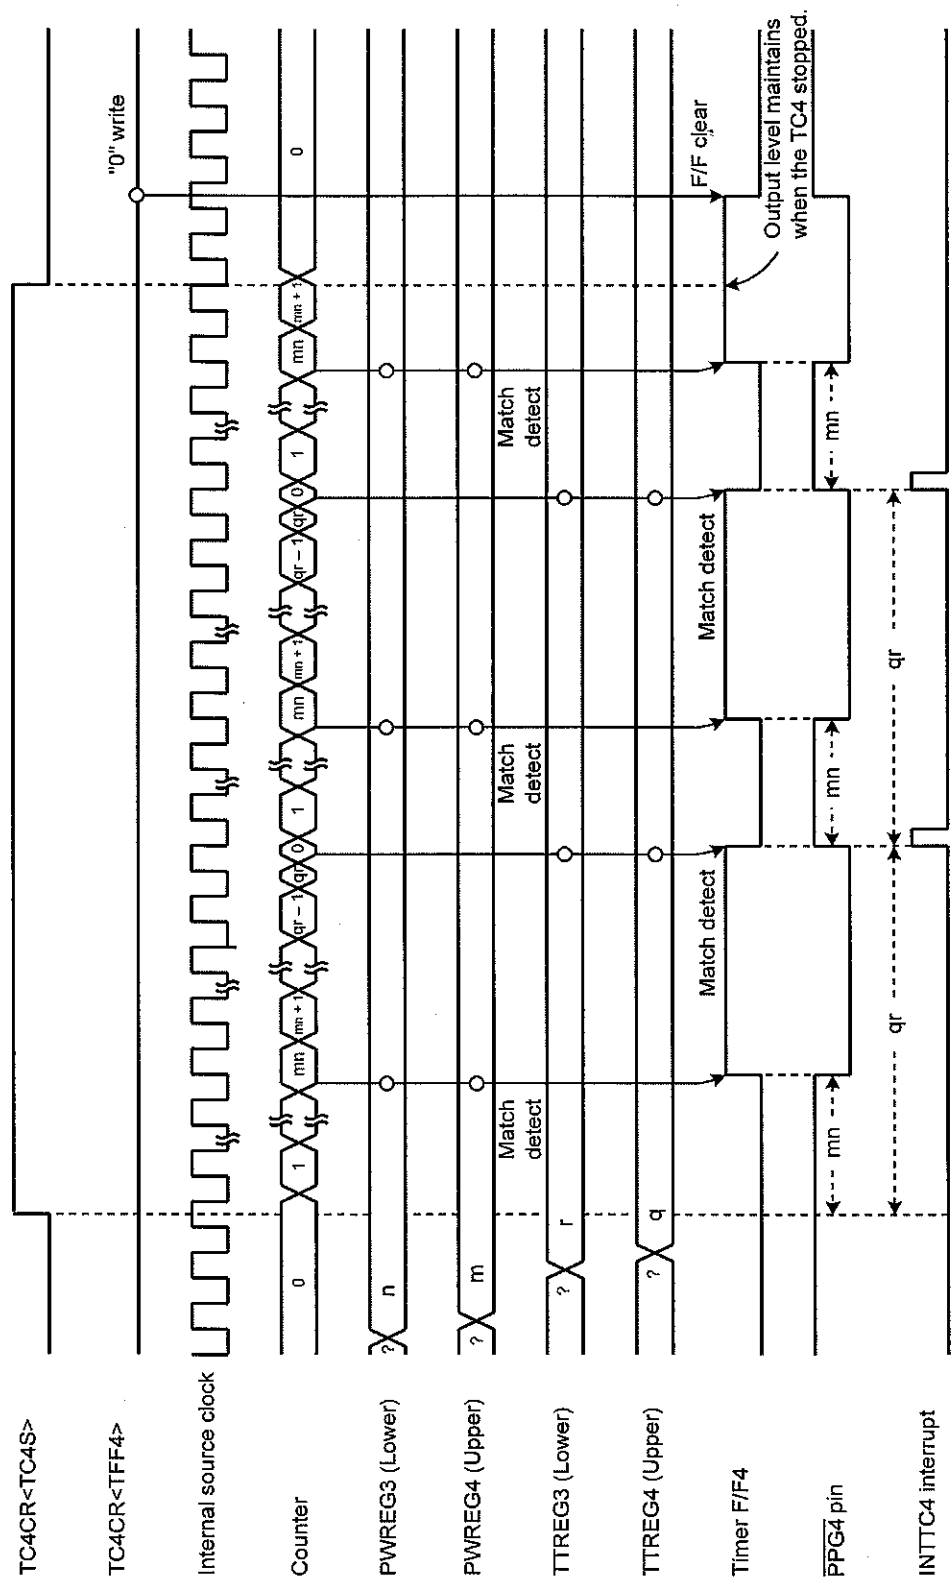 TC4CR<TC4S>
TC4CR<TFF4>
"0" write
Internal source clock
Counter
0
1
mn
mn + 1
qr – 1
qr
0
1
mn
mn + 1
qr – 1
qr
0
1
mn
mn + 1
0
PWREG3 (Lower)
?
n
PWREG4 (Upper)
?
m
Match
detect
Match
detect
Match
detect
TTREG3 (Lower)
?
r
TTREG4 (Upper)
?
q
Match detect
Match detect
F/F clear
Timer F/F4
Output level maintains
when the TC4 stopped.
PPG4 pin
mn
mn
mn
qr
qr
INTTC4 interrupt